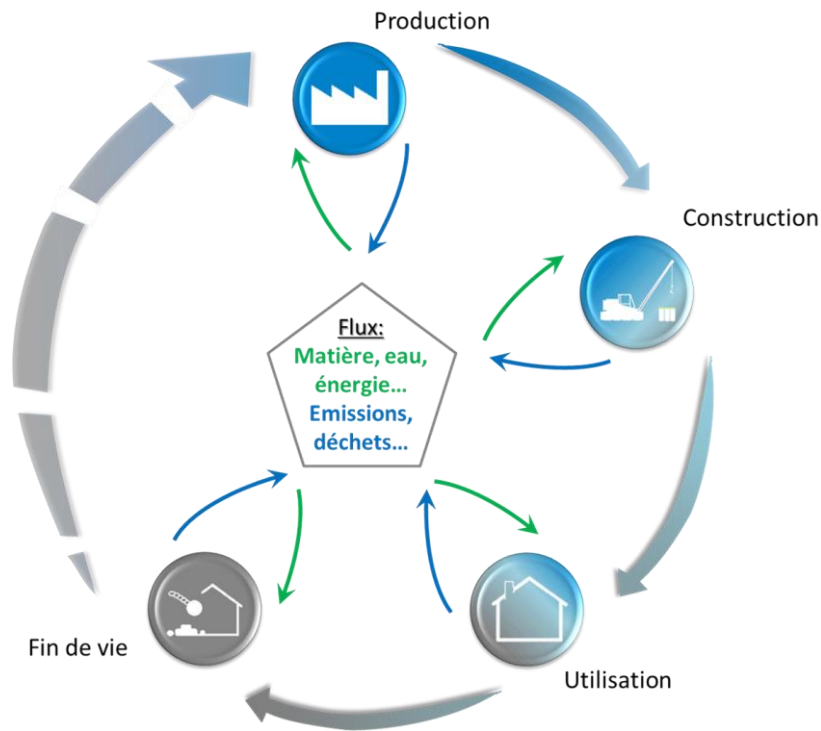 Production
Construction
Flux:
Matière, eau,
énergie...
Emissions,
déchets...
Fin de vie
Utilisation